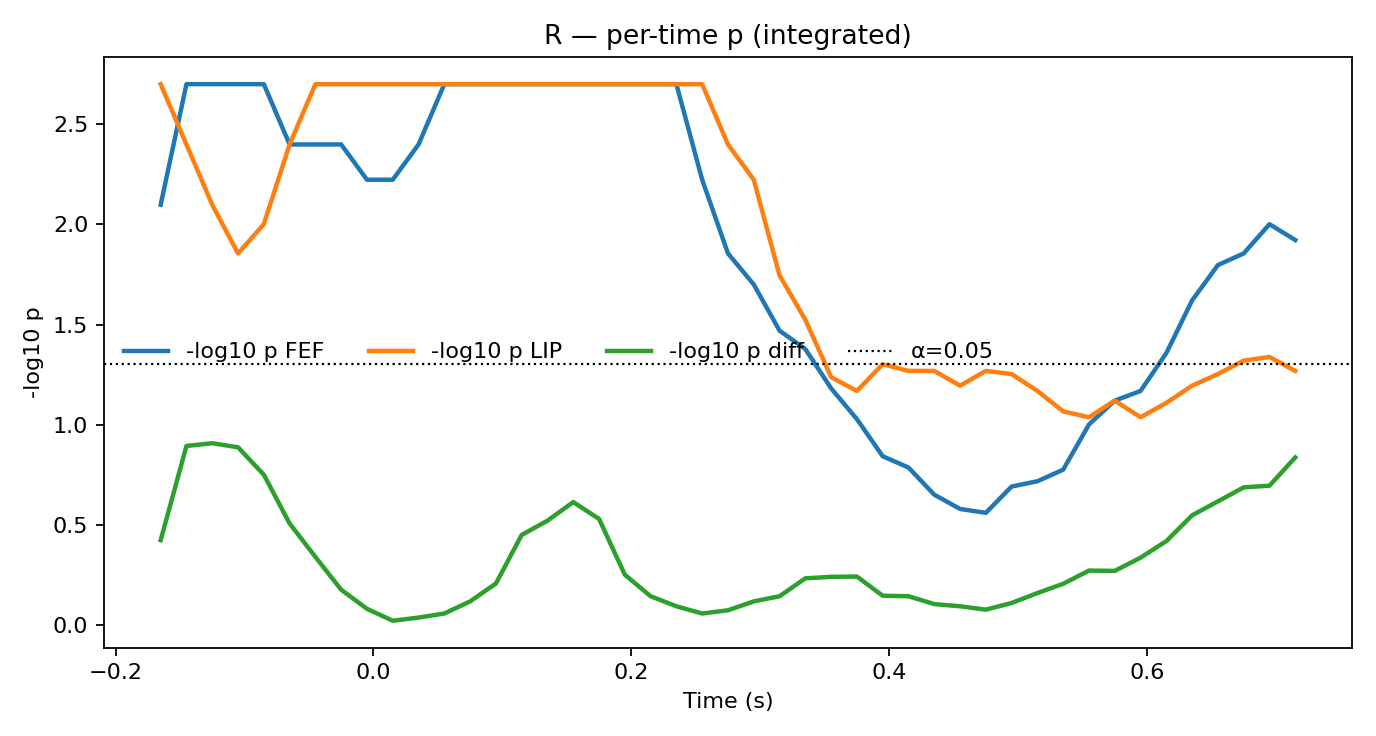 R — per-time p (integrated)
-log10 p
2.5
2.0
1.5
1.0
0.5
0.0
-log10 p FEF -log10 p LIP -log10 p diff α=0.05
−0.2 0.0 0.2 0.4 0.6
Time (s)